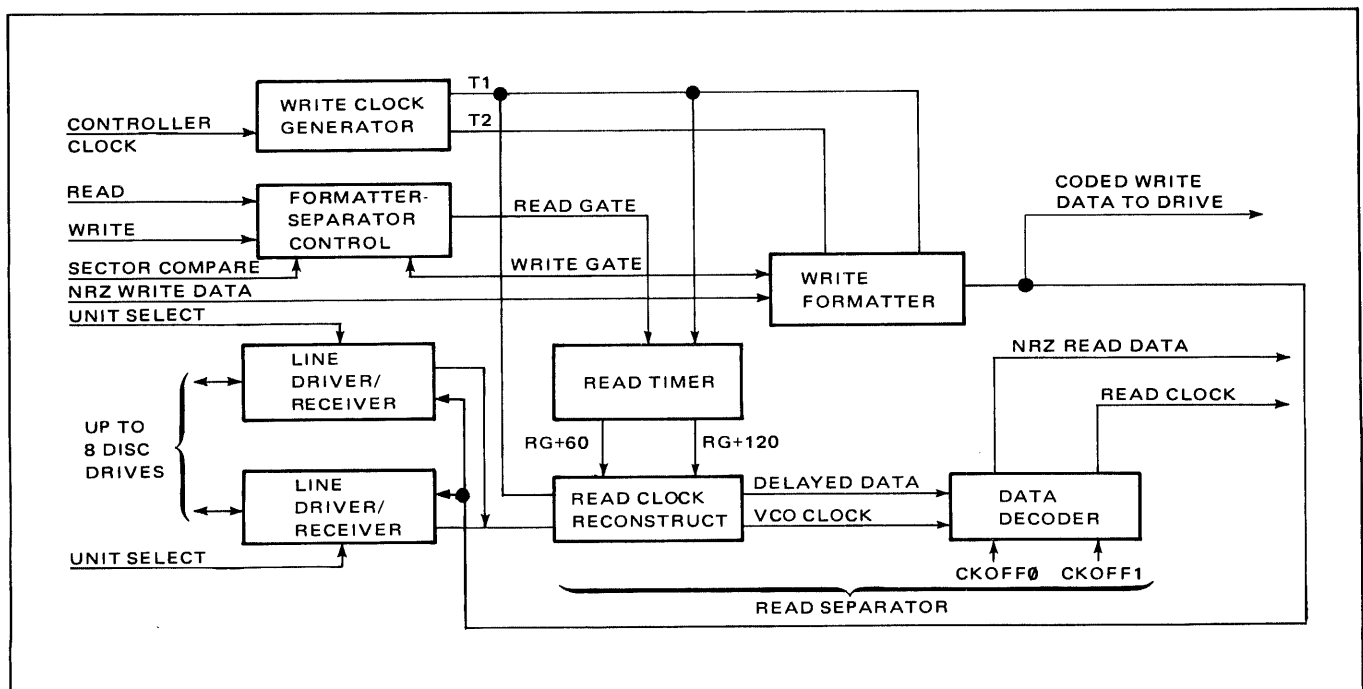 T1
WRITE CLOCK
GENERATOR
T2
CONTROLLER
CLOCK
READ
FORMATTER-
SEPARATOR
CONTROL
READ GATE
CODED WRITE
DATA TO DRIVE
WRITE
SECTOR COMPARE
WRITE GATE
NRZ WRITE DATA
WRITE
FORMATTER
UNIT SELECT
LINE
DRIVER/
RECEIVER
READ TIMER
NRZ READ DATA
READ CLOCK
UP TO
8 DISC
DRIVES
RG+60
RG+120
LINE
DRIVER/
RECEIVER
READ CLOCK
RECONSTRUCT
DELAYED DATA
VCO CLOCK
DATA
DECODER
UNIT SELECT
CKOFF0
CKOFF1
READ SEPARATOR